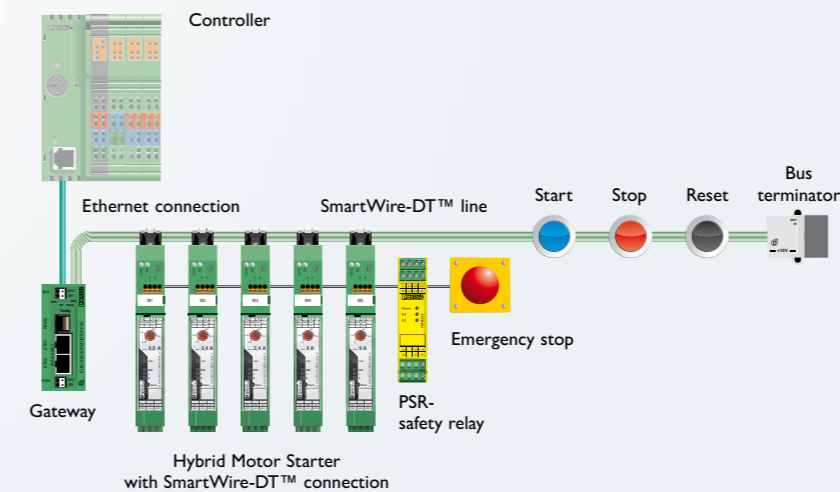 Controller
Ethernet connection
SmartWire-DT™ line
Start
Stop
Reset
Bus
terminator
Gateway
Emergency stop
PSR-
safety relay
Hybrid Motor Starter
with SmartWire-DT™ connection